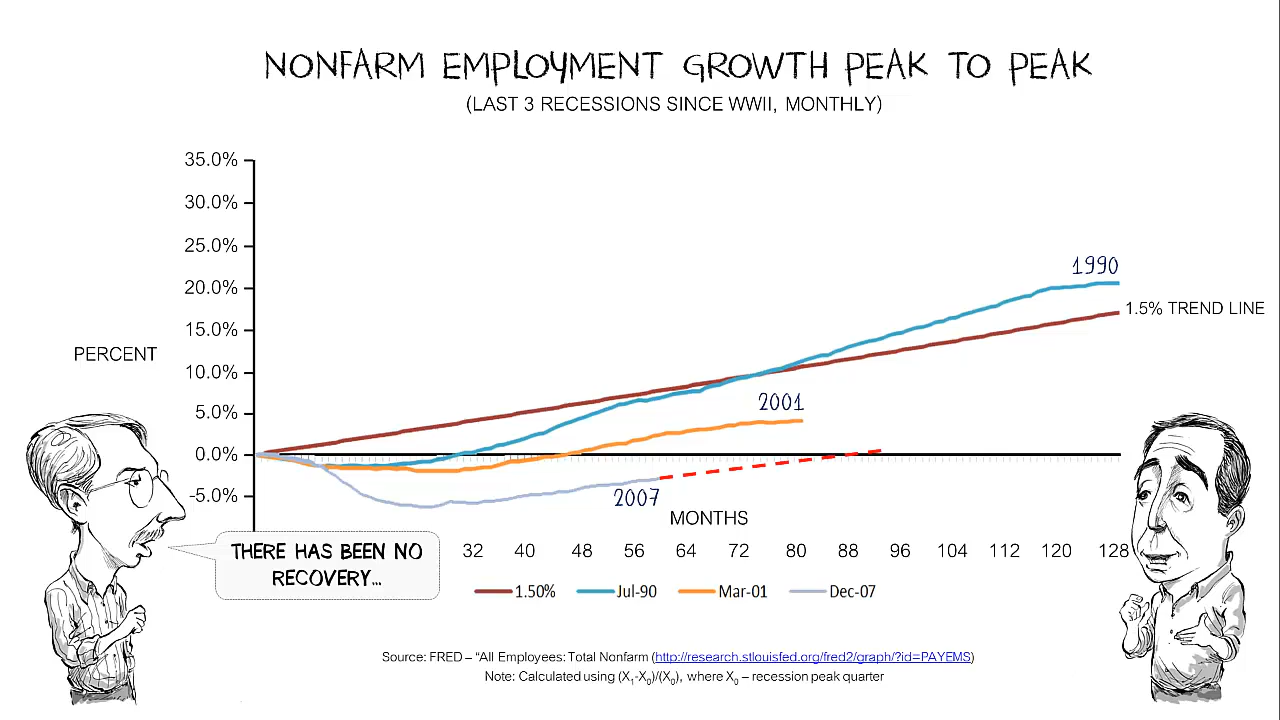 NONFARM EMPLOYMENT GROWTH PEAK TO PEAK
(LAST 3 RECESSIONS SINCE WWII, MONTHLY)
35.0%
30.0%
25.0%
20.0%
15.0%
10.0%
5.0%
0.0%
-5.0%
PERCENT
1990
1.5% TREND LINE
2001
2007
MONTHS
THERE HAS BEEN NO
RECOVERY...
32 40 48 56 64 72 80 88 96 104 112 120 128
1.50% Jul-90 Mar-01 Dec-07
Source: FRED – "All Employees: Total Nonfarm (http://research.stlouisfed.org/fred2/graph/?id=PAYEMS)
Note: Calculated using (X1-X0)/(X0), where X0 – recession peak quarter